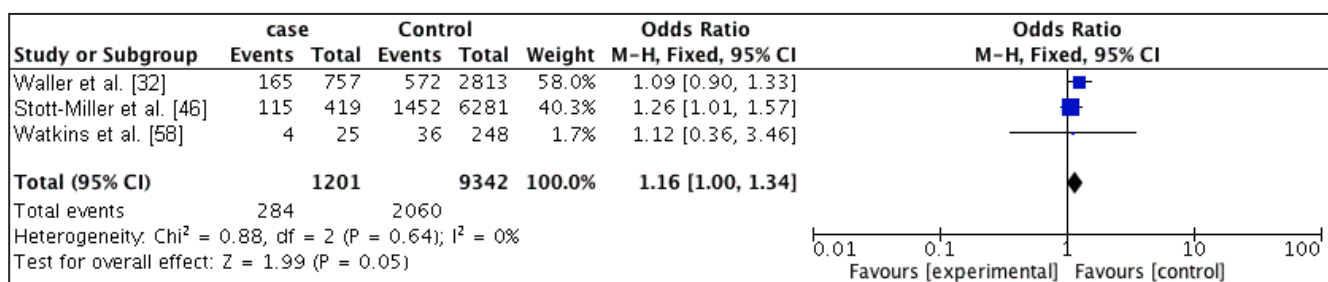 case Control Odds Ratio Odds Ratio
Study or Subgroup Events Total Events Total Weight M-H, Fixed, 95% CI M-H, Fixed, 95% CI
Waller et al. [32] 165 757 572 2813 58.0% 1.09 [0.90, 1.33]
Stott-Miller et al. [46] 115 419 1452 6281 40.3% 1.26 [1.01, 1.57]
Watkins et al. [58] 4 25 36 248 1.7% 1.12 [0.36, 3.46]
Total (95% CI) 1201 9342 100.0% 1.16 [1.00, 1.34]
Total events 284 2060
Heterogeneity: Chi² = 0.88, df = 2 (P = 0.64); I² = 0%
Test for overall effect: Z = 1.99 (P = 0.05)
0.01 0.1 1 10 100
Favours [experimental] Favours [control]